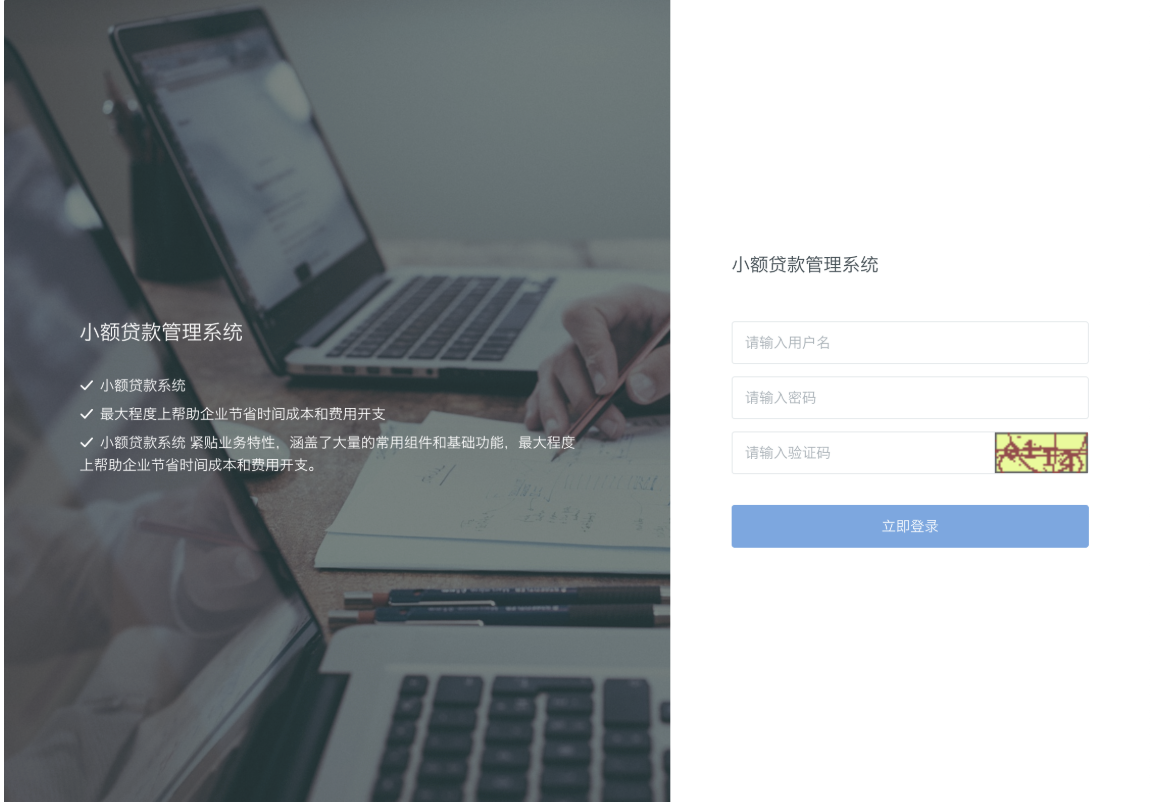 小额贷款管理系统
小额贷款系统
最大程度上帮助企业节省时间成本和费用开支
小额贷款系统 紧贴业务特性，涵盖了大量的常用组件和基础功能，最大程度
上帮助企业节省时间成本和费用开支。
小额贷款管理系统
请输入用户名
请输入密码
请输入验证码
立即登录